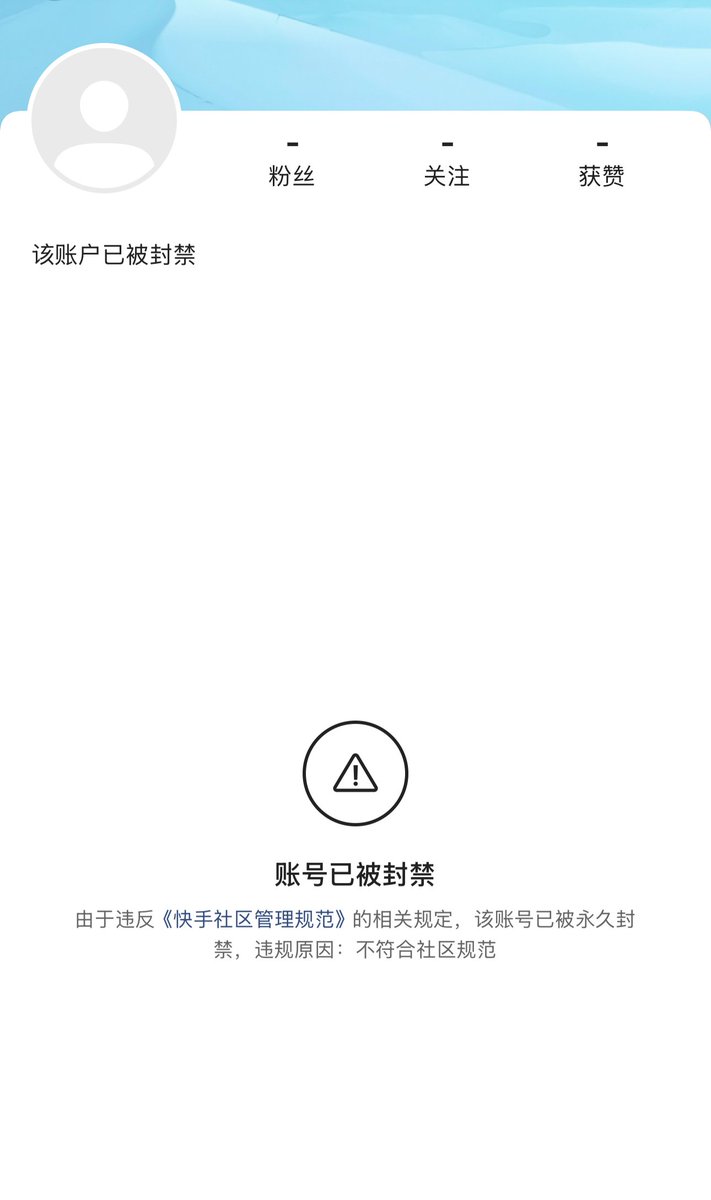 - - -
粉丝 关注 获赞
该账户已被封禁
账号已被封禁
由于违反《快手社区管理规范》的相关规定，该账号已被永久封
禁，违规原因：不符合社区规范